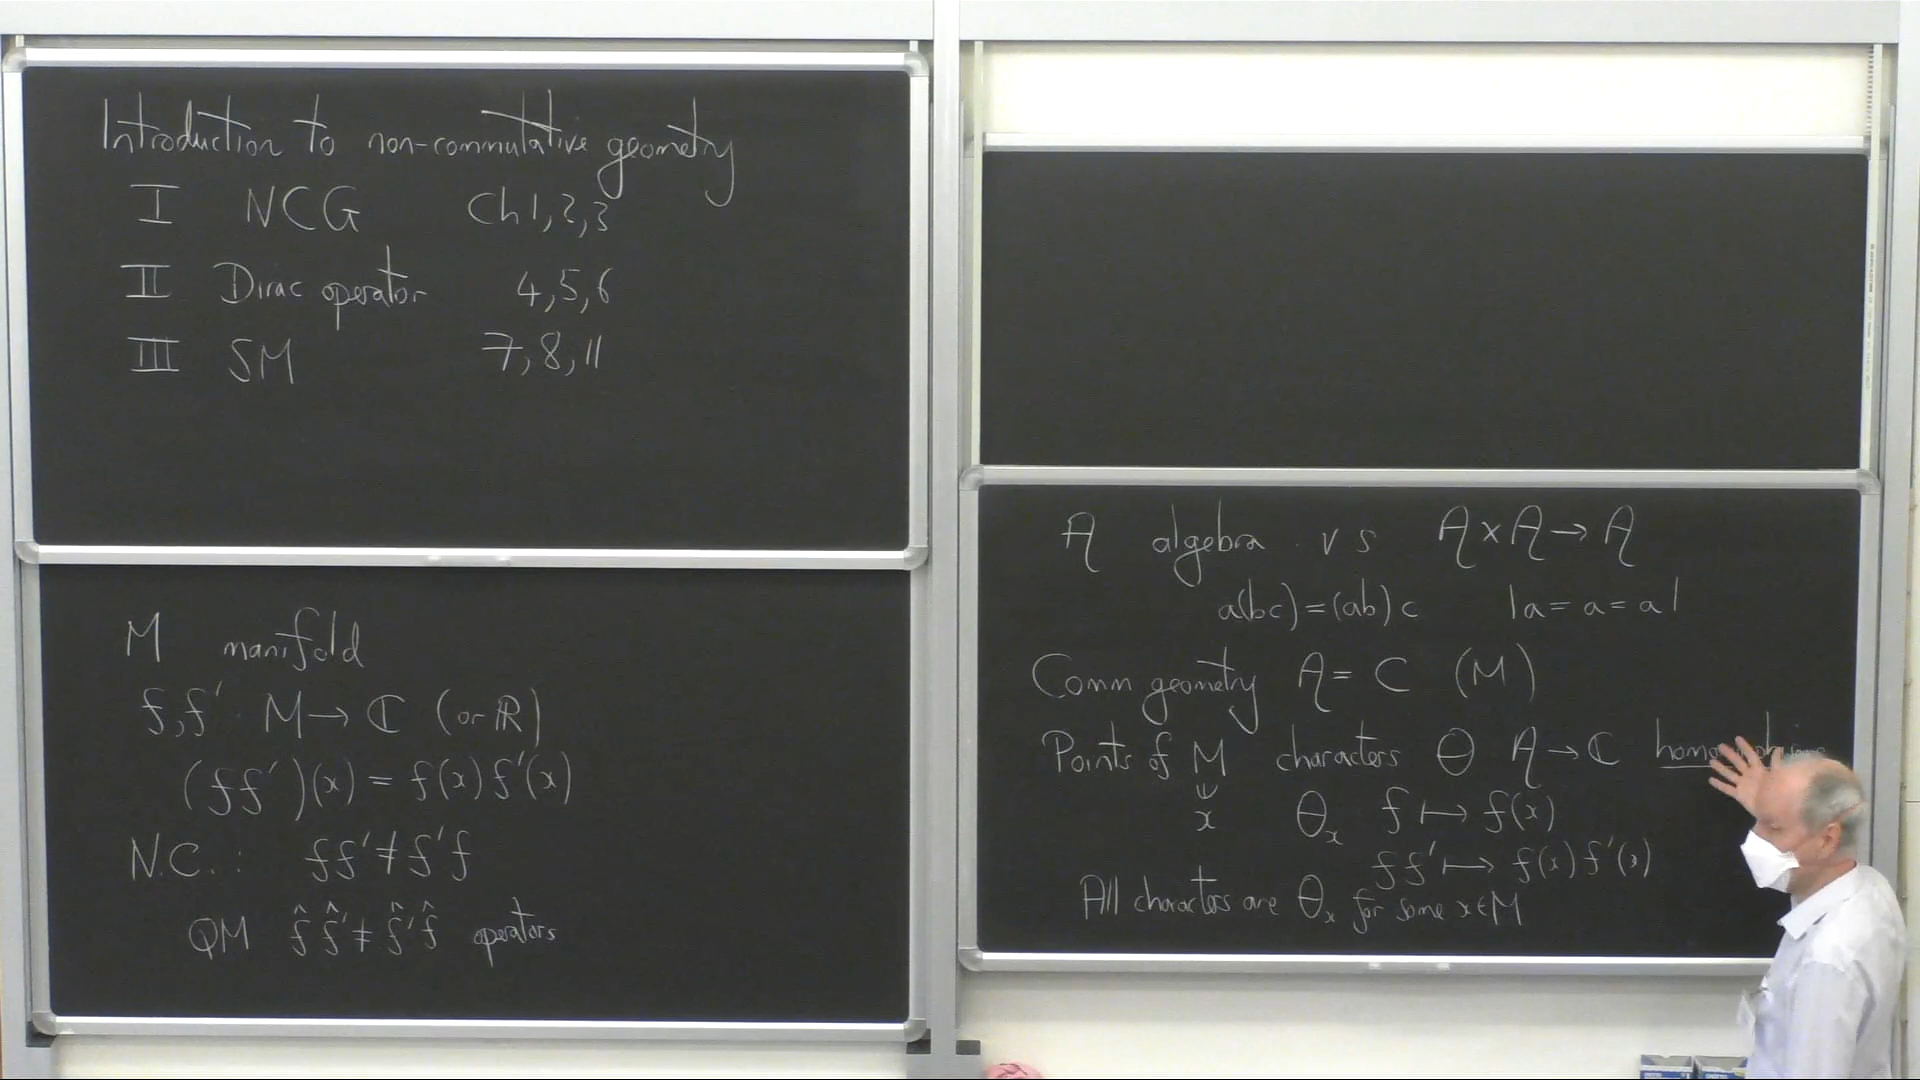 Introduction to non-commutative geometry
I NCG Ch 1,2,3
II Dirac operator 4,5,6
III SM 7,8,11
M manifold
f,f' M → ℂ (or ℝ)
(ff')(x) = f(x) f'(x)
N.C.: ff' ≠ f'f
QM f̂ f̂' ≠ f̂' f̂ operators
A algebra vs A × A → A
a(bc) = (ab)c 1a = a = a1
Comm geometry A = C (M)
Points of M characters θ A → ℂ
x θₓ f ↦ f(x)
ff' ↦ f(x) f'(x)
All characters are θₓ for some x ∈ M